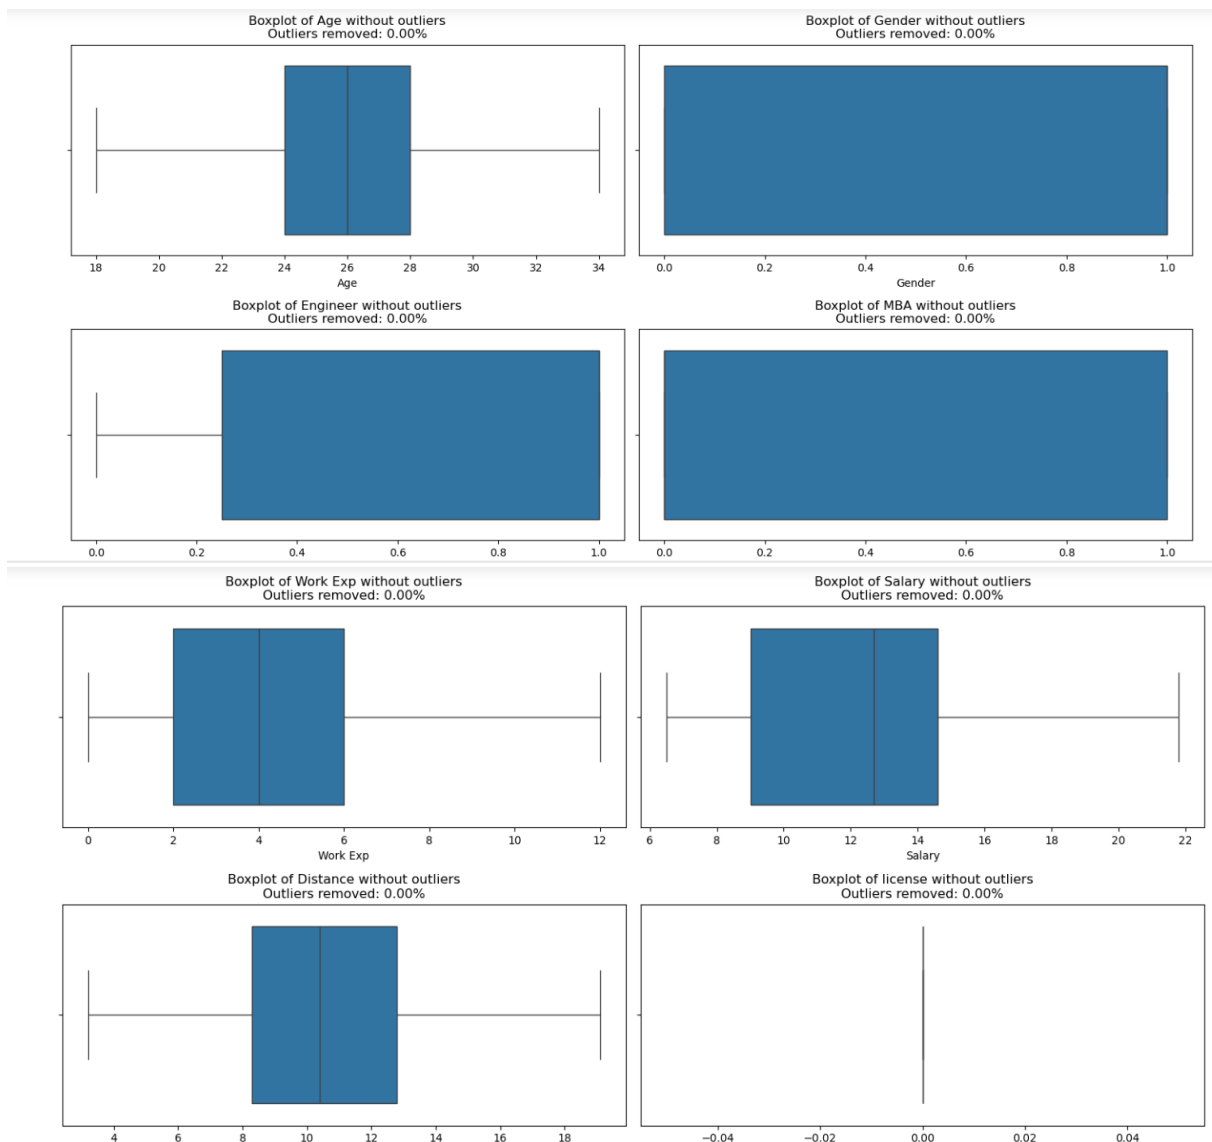 Boxplot of Age without outliers
Outliers removed: 0.00%
18 20 22 24 26 28 30 32 34
Age
Boxplot of Gender without outliers
Outliers removed: 0.00%
0.0 0.2 0.4 0.6 0.8 1.0
Gender
Boxplot of Engineer without outliers
Outliers removed: 0.00%
0.0 0.2 0.4 0.6 0.8 1.0
Boxplot of MBA without outliers
Outliers removed: 0.00%
0.0 0.2 0.4 0.6 0.8 1.0
Boxplot of Work Exp without outliers
Outliers removed: 0.00%
0 2 4 6 8 10 12
Work Exp
Boxplot of Salary without outliers
Outliers removed: 0.00%
6 8 10 12 14 16 18 20 22
Salary
Boxplot of Distance without outliers
Outliers removed: 0.00%
4 6 8 10 12 14 16 18
Boxplot of license without outliers
Outliers removed: 0.00%
−0.04 −0.02 0.00 0.02 0.04